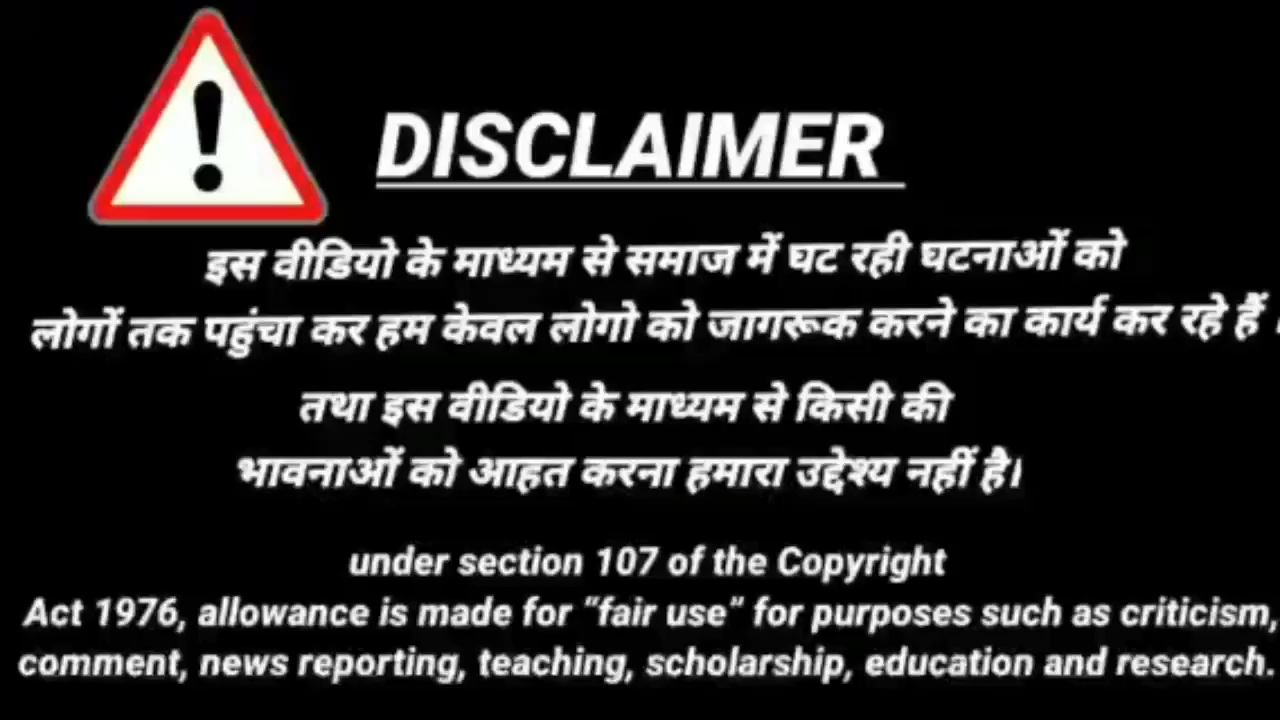 DISCLAIMER
इस वीडियो के माध्यम से समाज में घट रही घटनाओं को
लोगों तक पहुंचा कर हम केवल लोगो को जागरूक करने का कार्य कर रहे हैं ।
तथा इस वीडियो के माध्यम से किसी की
भावनाओं को आहत करना हमारा उद्देश्य नहीं है।
under section 107 of the Copyright
Act 1976, allowance is made for "fair use" for purposes such as criticism,
comment, news reporting, teaching, scholarship, education and research.